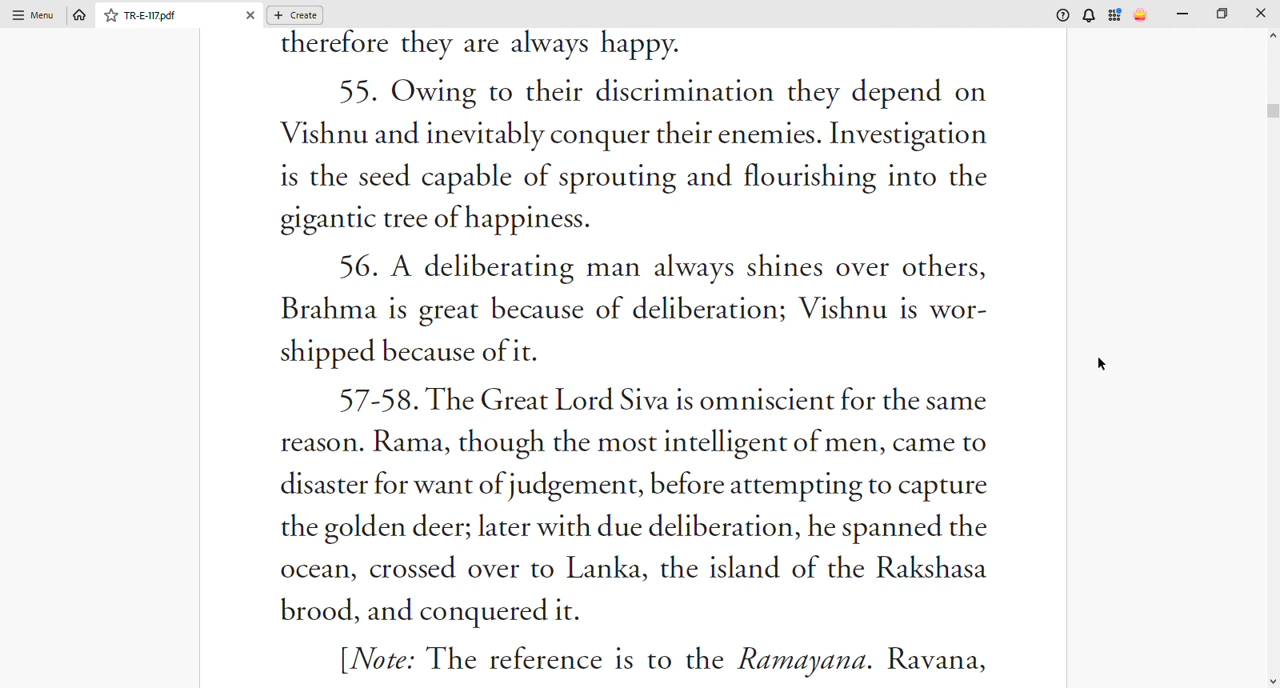 Menu
TR-E-117.pdf
Create
therefore they are always happy.
55. Owing to their discrimination they depend on
Vishnu and inevitably conquer their enemies. Investigation
is the seed capable of sprouting and flourishing into the
gigantic tree of happiness.
56. A deliberating man always shines over others,
Brahma is great because of deliberation; Vishnu is wor-
shipped because of it.
57-58. The Great Lord Siva is omniscient for the same
reason. Rama, though the most intelligent of men, came to
disaster for want of judgement, before attempting to capture
the golden deer; later with due deliberation, he spanned the
ocean, crossed over to Lanka, the island of the Rakshasa
brood, and conquered it.
[Note: The reference is to the Ramayana. Ravana,